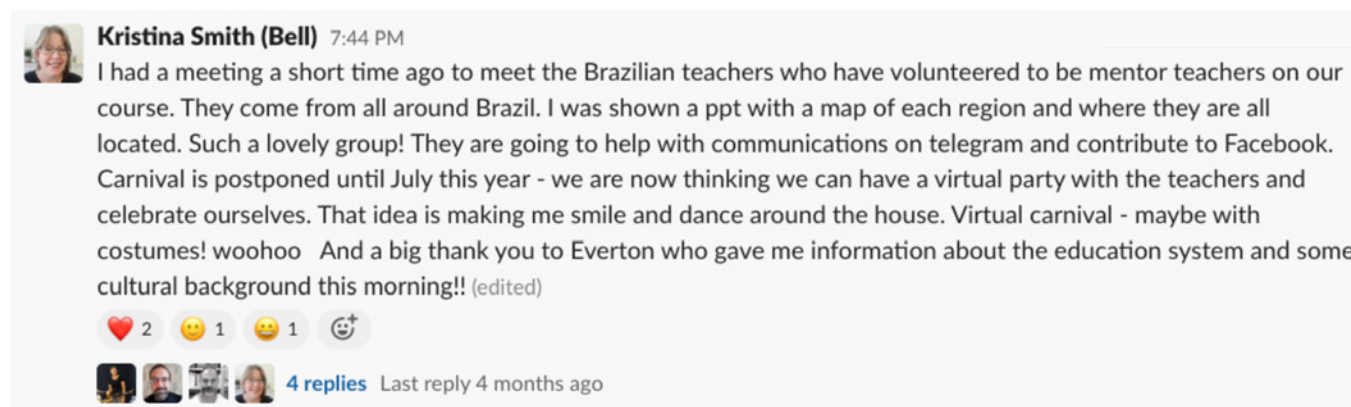 Kristina Smith (Bell) 7:44 PM
I had a meeting a short time ago to meet the Brazilian teachers who have volunteered to be mentor teachers on our
course. They come from all around Brazil. I was shown a ppt with a map of each region and where they are all
located. Such a lovely group! They are going to help with communications on telegram and contribute to Facebook.
Carnival is postponed until July this year - we are now thinking we can have a virtual party with the teachers and
celebrate ourselves. That idea is making me smile and dance around the house. Virtual carnival - maybe with
costumes! woohoo And a big thank you to Everton who gave me information about the education system and some
cultural background this morning!! (edited)
2 1 1
4 replies Last reply 4 months ago